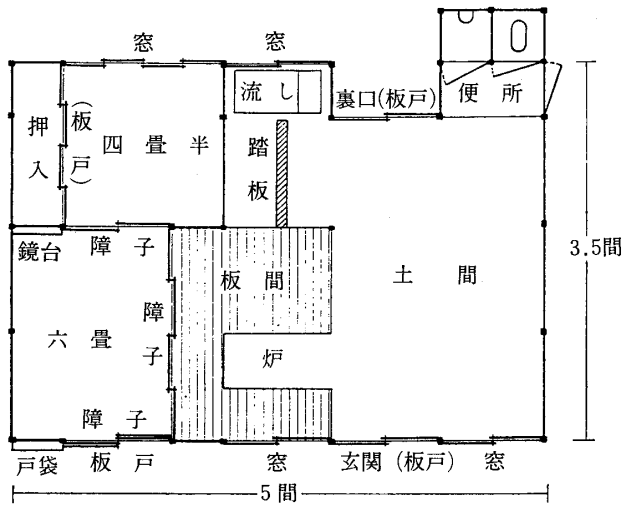 窓
窓
流し
裏口(板戸)
便所
押入
(板戸)
四畳半
踏板
鏡台
障子
板間
土間
3.5間
六畳
障子
炉
障子
戸袋
板戸
窓
玄関(板戸)
窓
5間